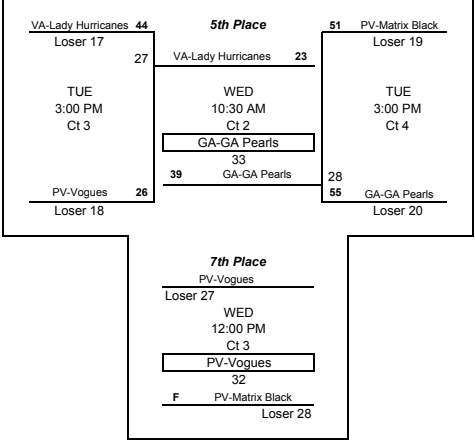 VA-Lady Hurricanes 44
Loser 17
27
TUE
3:00 PM
Ct 3
PV-Vogues 26
Loser 18
5th Place
VA-Lady Hurricanes 23
WED
10:30 AM
Ct 2
GA-GA Pearls
33
39 GA-GA Pearls
51 PV-Matrix Black
Loser 19
TUE
3:00 PM
Ct 4
28
55 GA-GA Pearls
Loser 20
7th Place
PV-Vogues
Loser 27
WED
12:00 PM
Ct 3
PV-Vogues
32
F PV-Matrix Black
Loser 28